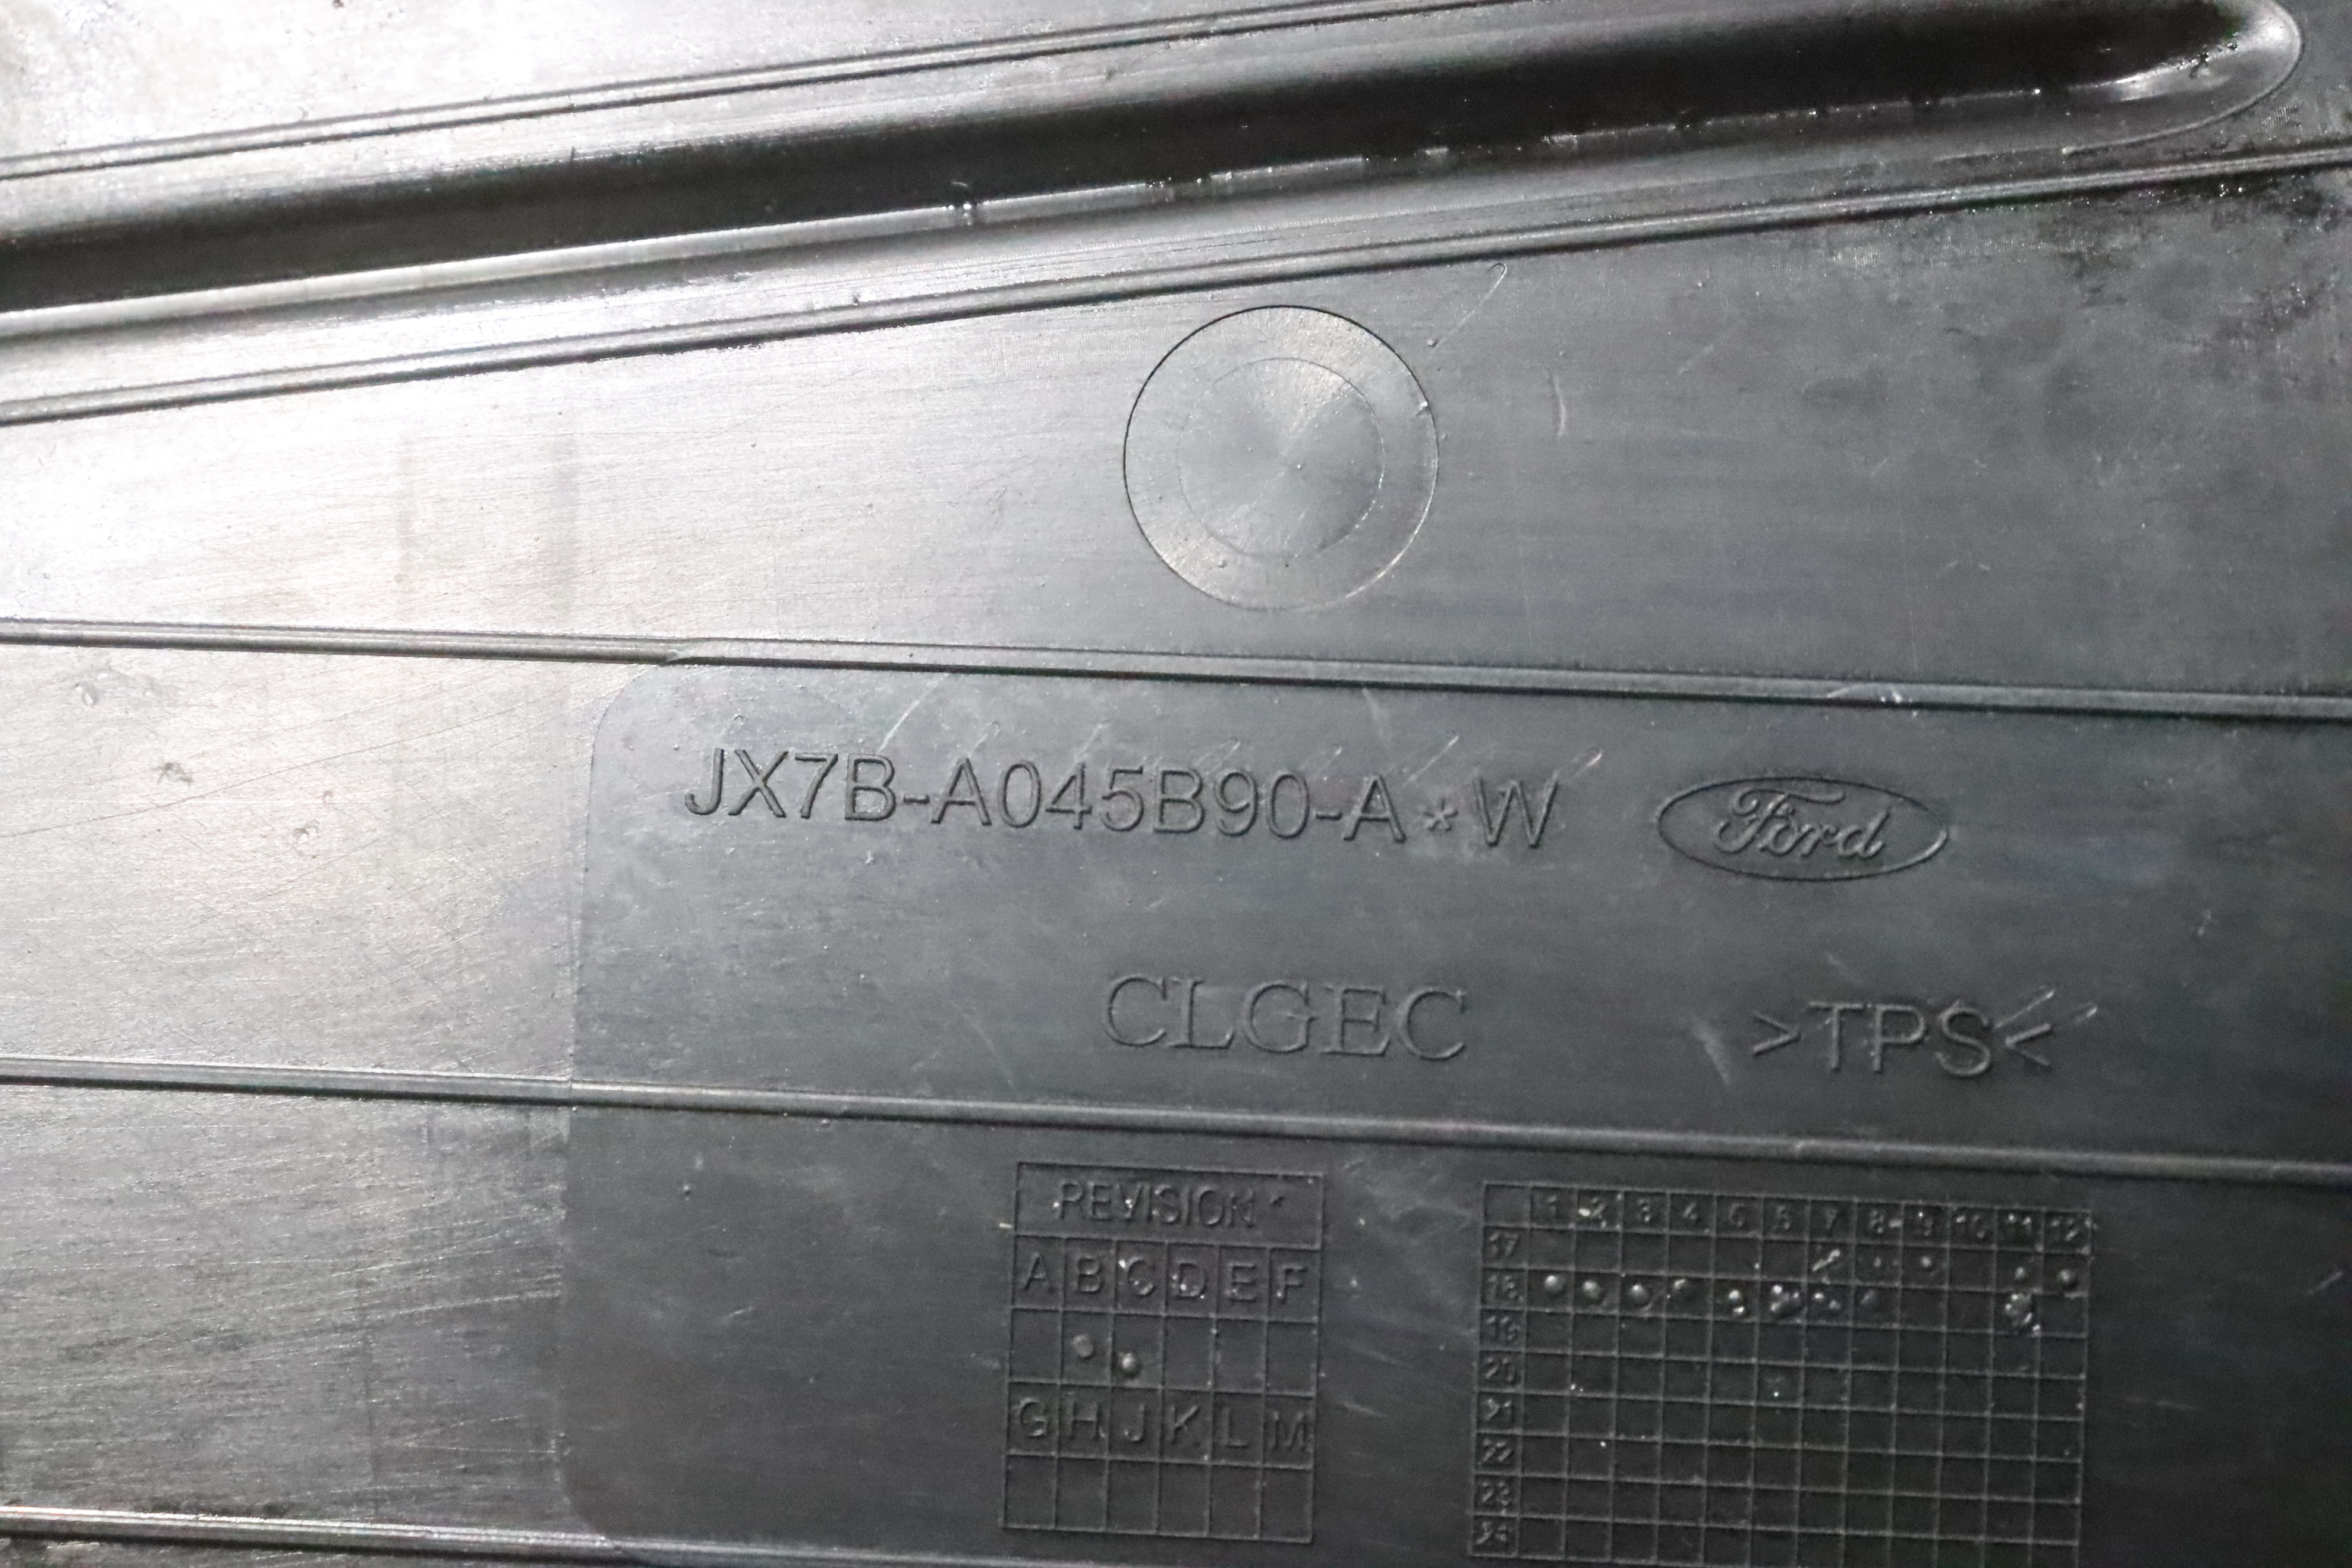 JX7B-A045B90-A*W Ford
CLGEC >TPS<
REVISION
A B C D E F
G H J K L M
1 2 3 4 5 6 7 8 9 10 11 12
17
18
19
20
21
22
23
24